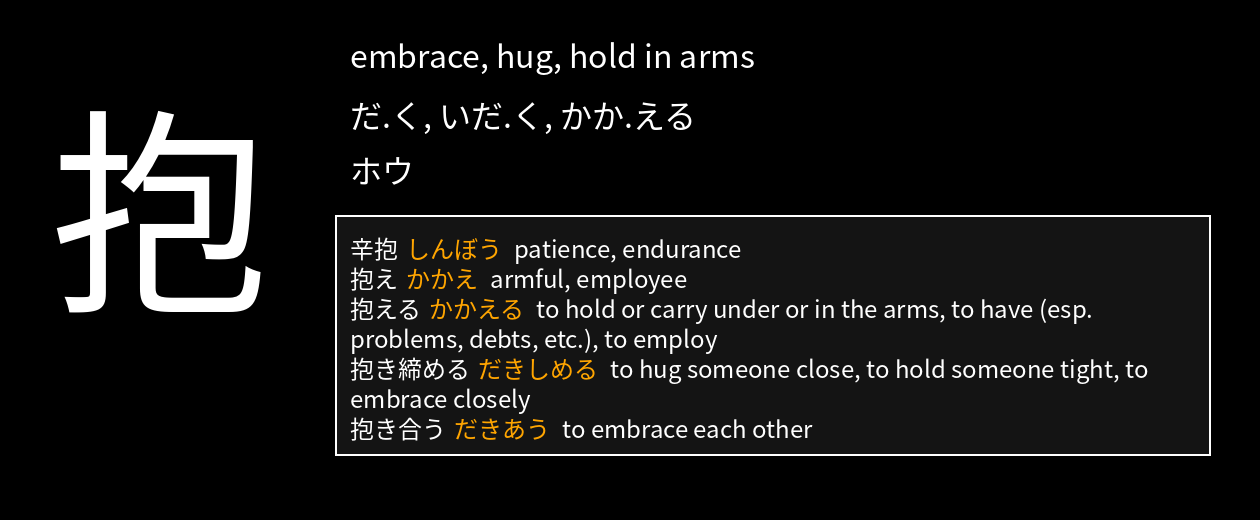 抱
embrace, hug, hold in arms
だ.く, いだ.く, かか.える
ホウ
辛抱 しんぼう patience, endurance
抱え かかえ armful, employee
抱える かかえる to hold or carry under or in the arms, to have (esp.
problems, debts, etc.), to employ
抱き締める だきしめる to hug someone close, to hold someone tight, to
embrace closely
抱き合う だきあう to embrace each other